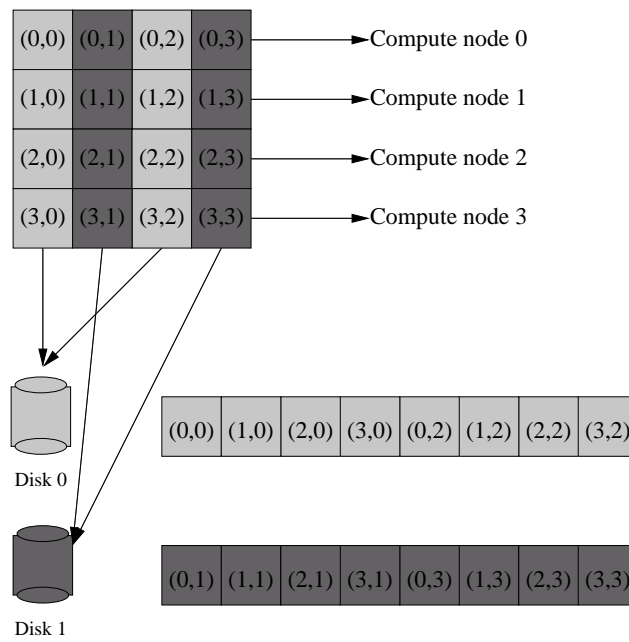 (0,0) (0,1) (0,2) (0,3) Compute node 0
(1,0) (1,1) (1,2) (1,3) Compute node 1
(2,0) (2,1) (2,2) (2,3) Compute node 2
(3,0) (3,1) (3,2) (3,3) Compute node 3
(0,0) (1,0) (2,0) (3,0) (0,2) (1,2) (2,2) (3,2)
Disk 0
(0,1) (1,1) (2,1) (3,1) (0,3) (1,3) (2,3) (3,3)
Disk 1